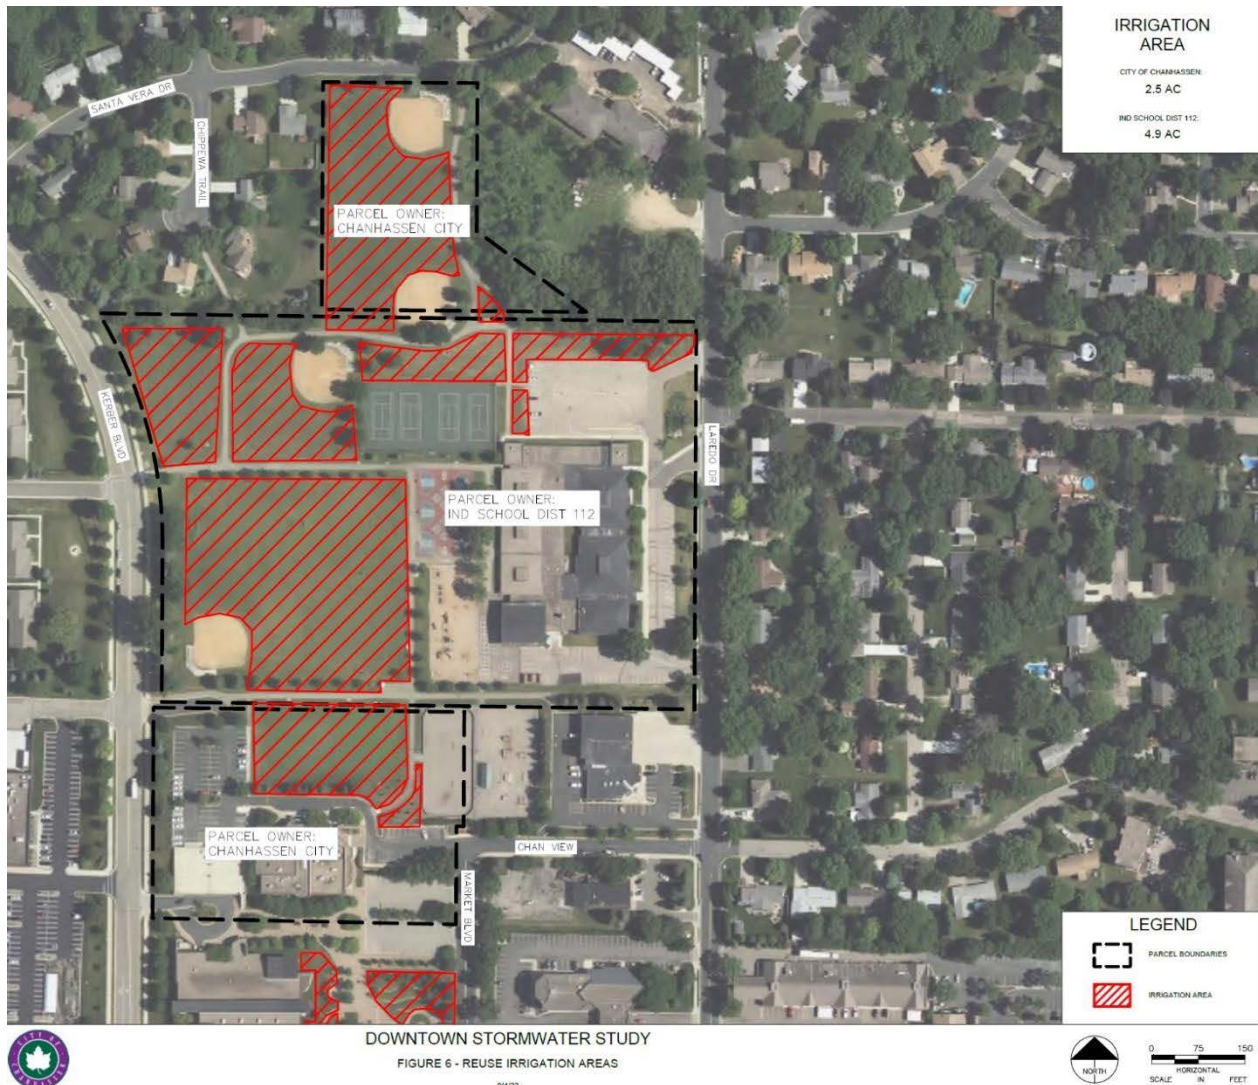 IRRIGATION
AREA
CITY OF CHANHASSEN:
2.5 AC
IND SCHOOL DIST 112:
4.9 AC
SANTA VERA DR
CHIPPEWA TRAIL
PARCEL OWNER:
CHANHASSEN CITY
KERBER BLVD
LAREDO DR
PARCEL OWNER:
IND SCHOOL DIST 112
PARCEL OWNER:
CHANHASSEN CITY
CHAN VIEW
MARKET BLVD
LEGEND
PARCEL BOUNDARIES
IRRIGATION AREA
DOWNTOWN STORMWATER STUDY
FIGURE 6 - REUSE IRRIGATION AREAS
CITY OF
NORTH
0 75 150
HORIZONTAL
SCALE IN FEET